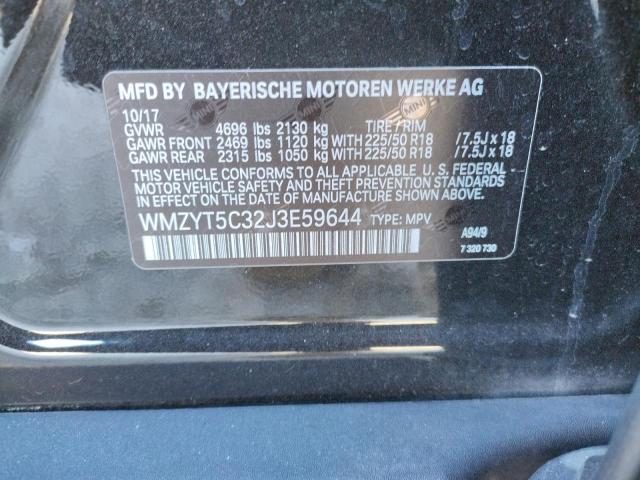 MFD BY BAYERISCHE MOTOREN WERKE AG
10/17
GVWR 4696 lbs 2130 kg TIRE / RIM
GAWR FRONT 2469 lbs 1120 kg WITH 225/50 R18 /7.5J x 18
GAWR REAR 2315 lbs 1050 kg WITH 225/50 R18 /7.5J x 18
THIS VEHICLE CONFORMS TO ALL APPLICABLE U. S. FEDERAL
MOTOR VEHICLE SAFETY AND THEFT PREVENTION STANDARDS
IN EFFECT ON THE DATE OF MANUFACTURE SHOWN ABOVE.
WMZYT5C32J3E59644 TYPE: MPV
A94/9
7 320 730
MINI
MINI
MINI